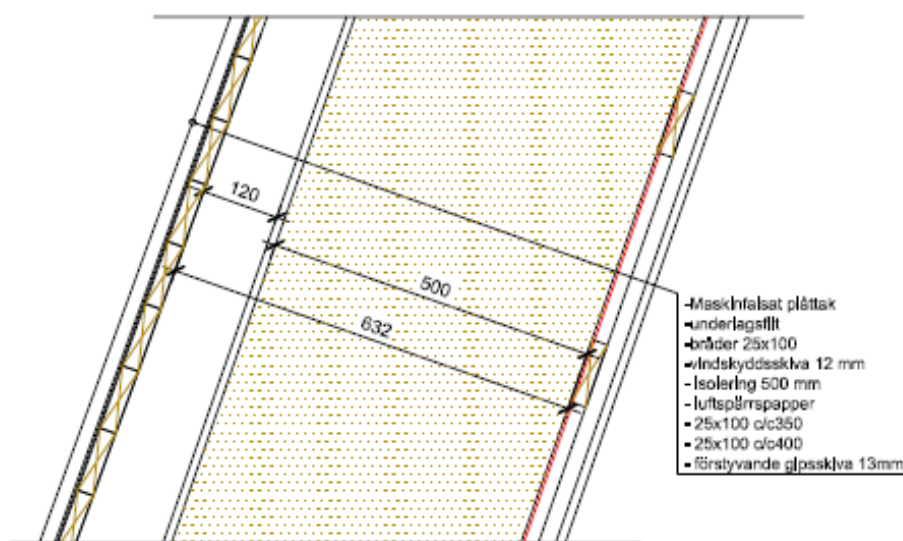 120
500
632
-Maskinfalsat plåttak
-underlagsfilt
-bräder 25x100
-vindskyddsskiva 12 mm
- Isolering 500 mm
- luftspärrspapper
- 25x100 c/c350
- 25x100 c/c400
- förstyvande gipsskiva 13mm